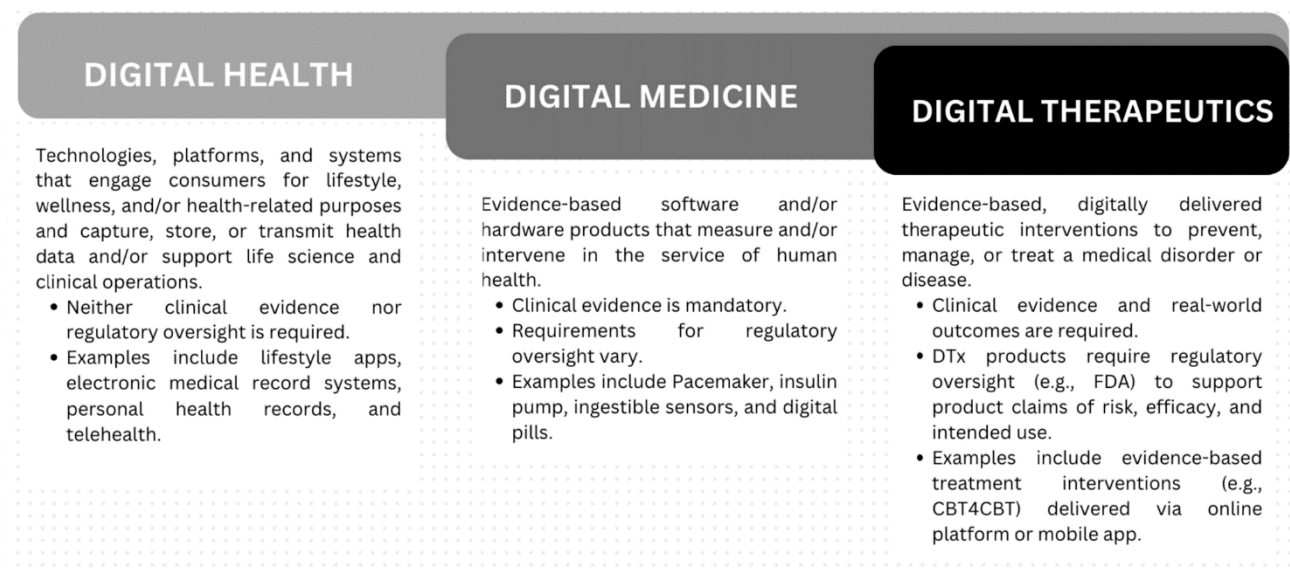 DIGITAL HEALTH
Technologies, platforms, and systems
that engage consumers for lifestyle,
wellness, and/or health-related purposes
and capture, store, or transmit health
data and/or support life science and
clinical operations.
• Neither clinical evidence nor
regulatory oversight is required.
• Examples include lifestyle apps,
electronic medical record systems,
personal health records, and
telehealth.
DIGITAL MEDICINE
Evidence-based software and/or
hardware products that measure and/or
intervene in the service of human
health.
• Clinical evidence is mandatory.
• Requirements for regulatory
oversight vary.
• Examples include Pacemaker, insulin
pump, ingestible sensors, and digital
pills.
DIGITAL THERAPEUTICS
Evidence-based, digitally delivered
therapeutic interventions to prevent,
manage, or treat a medical disorder or
disease.
• Clinical evidence and real-world
outcomes are required.
• DTx products require regulatory
oversight (e.g., FDA) to support
product claims of risk, efficacy, and
intended use.
• Examples include evidence-based
treatment interventions (e.g.,
CBT4CBT) delivered via online
platform or mobile app.